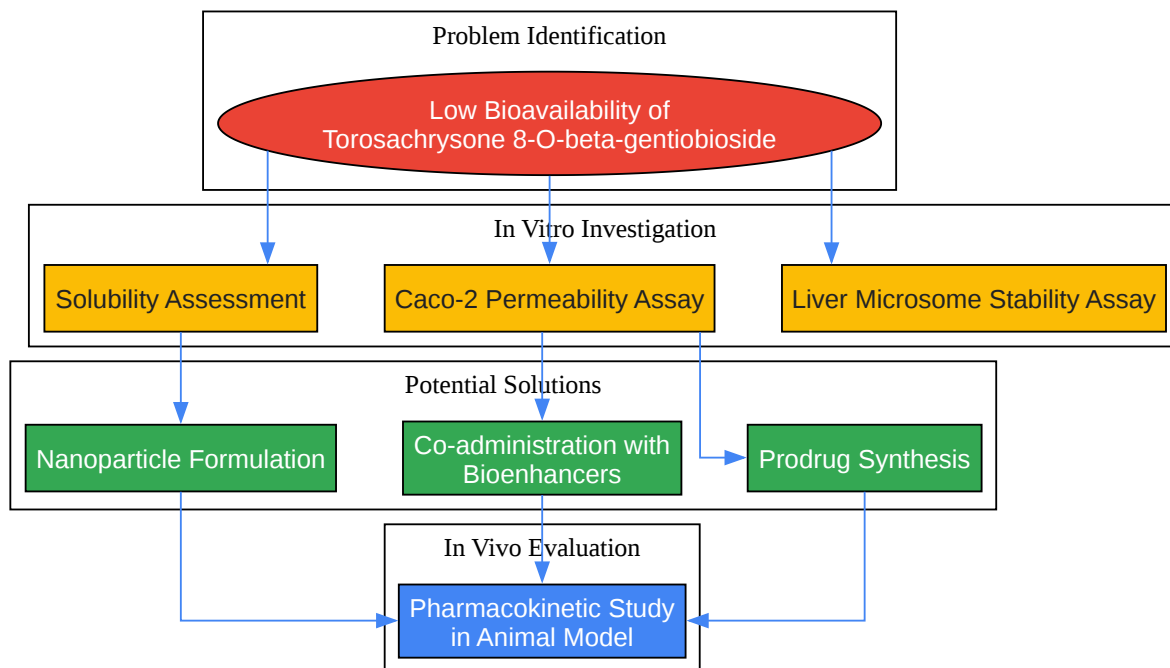 Problem Identification
Low Bioavailability of
Torosachrysone 8-O-beta-gentiobioside
In Vitro Investigation
Solubility Assessment
Caco-2 Permeability Assay
Liver Microsome Stability Assay
Potential Solutions
Nanoparticle Formulation
Co-administration with
Bioenhancers
Prodrug Synthesis
In Vivo Evaluation
Pharmacokinetic Study
in Animal Model